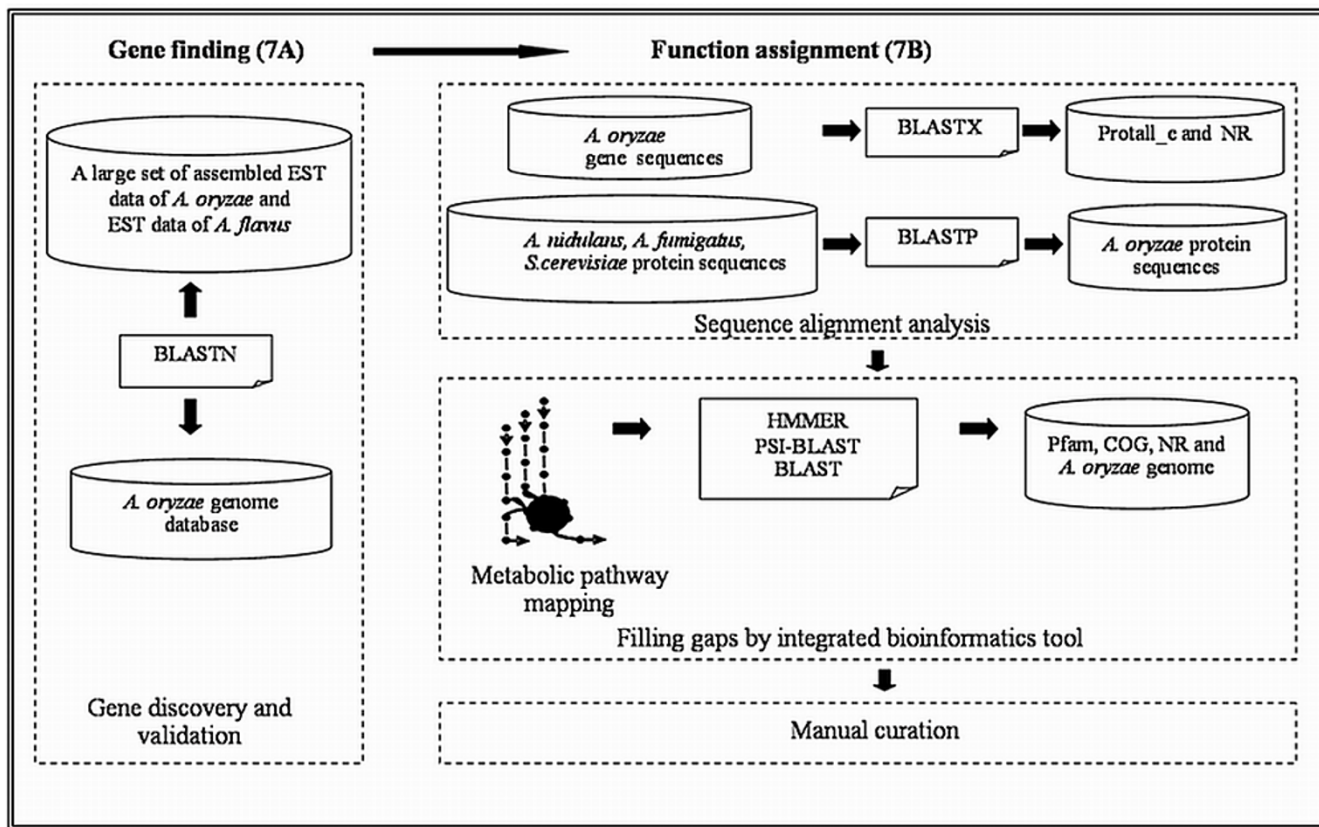 Gene finding (7A)
Function assignment (7B)
A large set of assembled EST
data of A. oryzae and
EST data of A. flavus
BLASTN
A. oryzae genome
database
Gene discovery and
validation
A. oryzae
gene sequences
BLASTX
Protall_c and NR
A. nidulans, A. fumigatus,
S.cerevisiae protein sequences
BLASTP
A. oryzae protein
sequences
Sequence alignment analysis
Metabolic pathway
mapping
HMMER
PSI-BLAST
BLAST
Pfam, COG, NR and
A. oryzae genome
Filling gaps by integrated bioinformatics tool
Manual curation